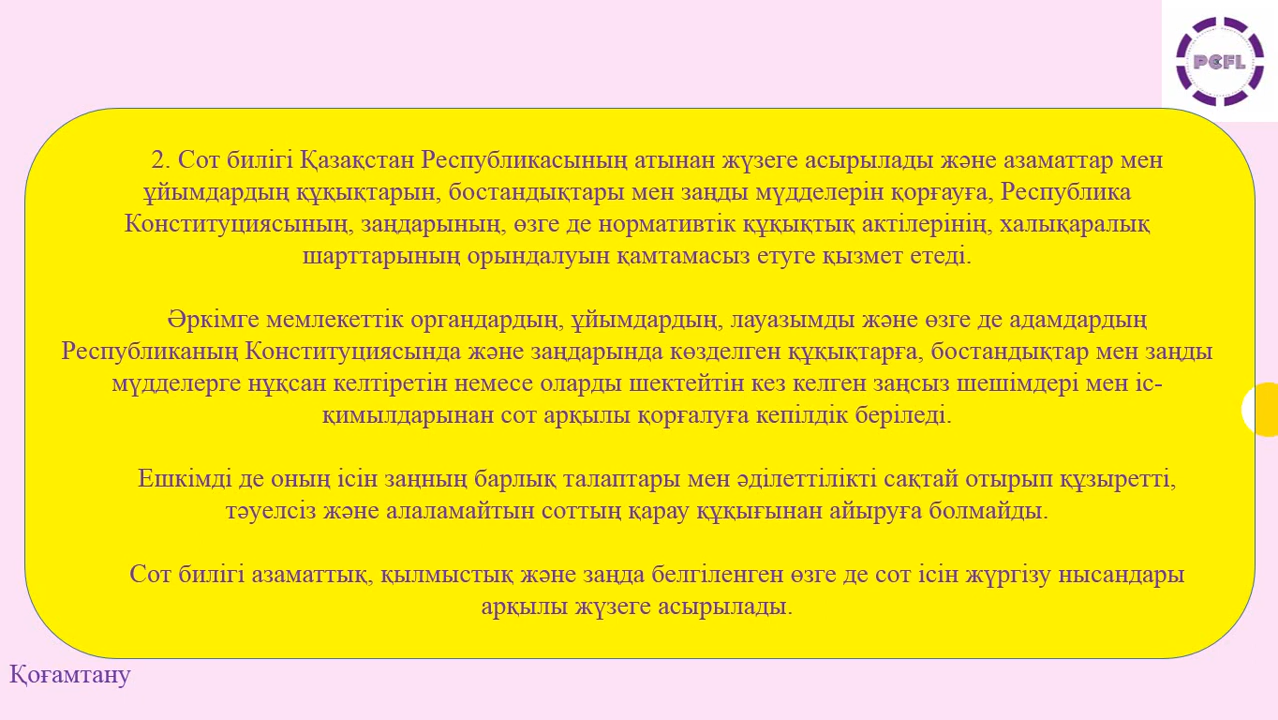 PCFL
2. Сот билігі Қазақстан Республикасының атынан жүзеге асырылады және азаматтар мен
ұйымдардың құқықтарын, бостандықтары мен заңды мүдделерін қорғауға, Республика
Конституциясының, заңдарының, өзге де нормативтік құқықтық актілерінің, халықаралық
шарттарының орындалуын қамтамасыз етуге қызмет етеді.
Әркімге мемлекеттік органдардың, ұйымдардың, лауазымды және өзге де адамдардың
Республиканың Конституциясында және заңдарында көзделген құқықтарға, бостандықтар мен заңды
мүдделерге нұқсан келтіретін немесе оларды шектейтін кез келген заңсыз шешімдері мен іс-
қимылдарынан сот арқылы қорғалуға кепілдік беріледі.
Ешкімді де оның ісін заңның барлық талаптары мен әділеттілікті сақтай отырып құзыретті,
тәуелсіз және алаламайтын соттың қарау құқығынан айыруға болмайды.
Сот билігі азаматтық, қылмыстық және заңда белгіленген өзге де сот ісін жүргізу нысандары
арқылы жүзеге асырылады.
Қоғамтану